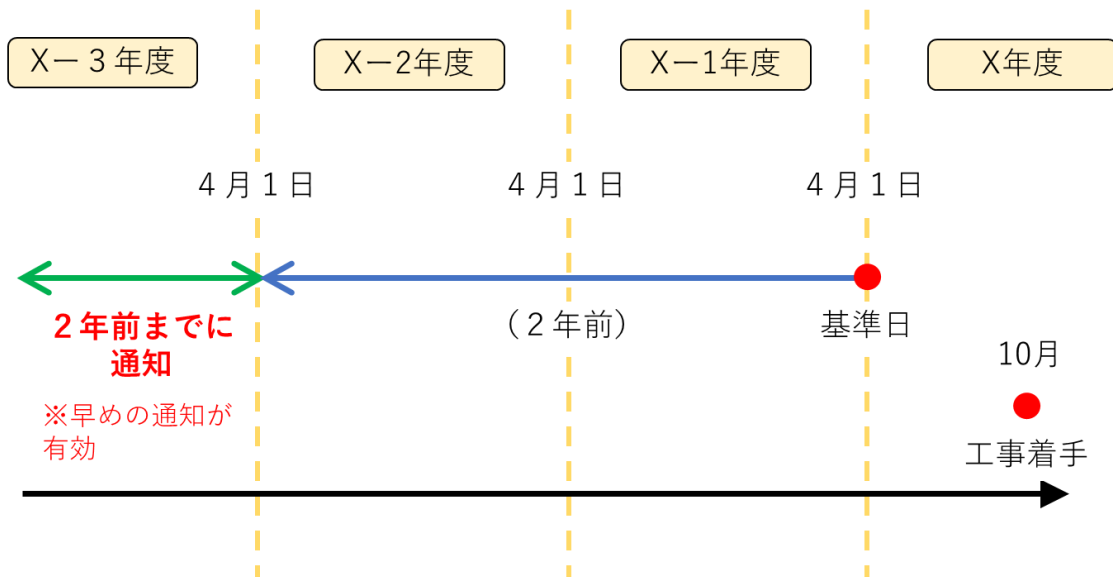 X－３年度
X－2年度
X－1年度
X年度
４月１日
４月１日
４月１日
２年前までに
通知
（２年前）
基準日
※早めの通知が
有効
10月
工事着手